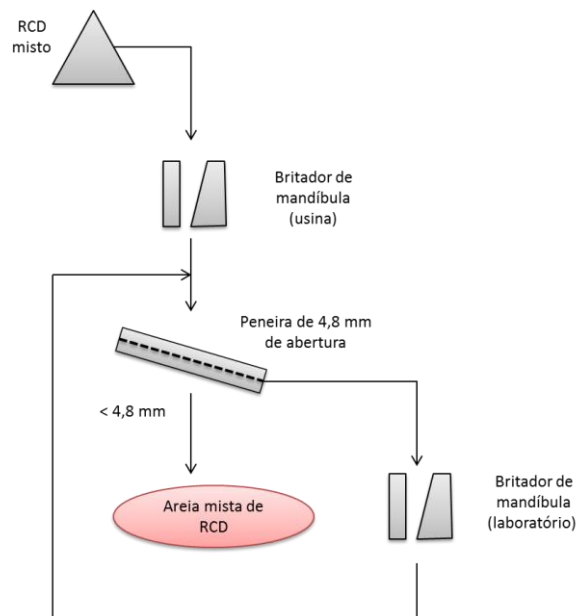 RCD
misto
Britador de
mandíbula
(usina)
Peneira de 4,8 mm
de abertura
< 4,8 mm
Areia mista de
RCD
Britador de
mandíbula
(laboratório)